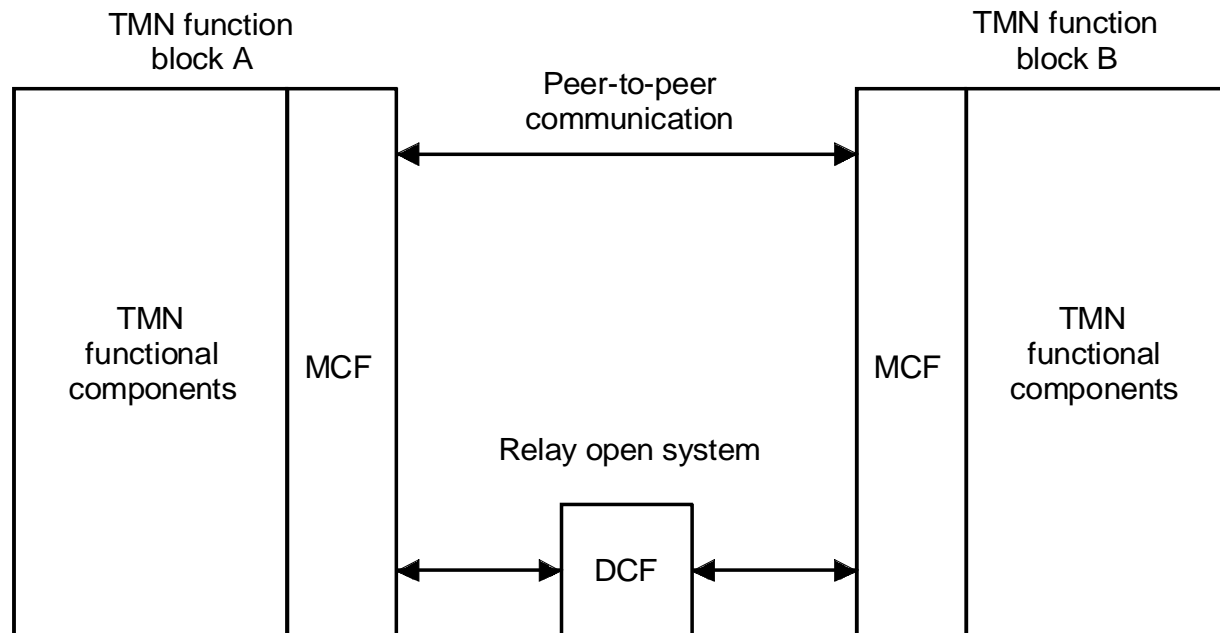 TMN function
block A
TMN function
block B
Peer-to-peer
communication
TMN
functional
components
MCF
MCF
TMN
functional
components
Relay open system
DCF